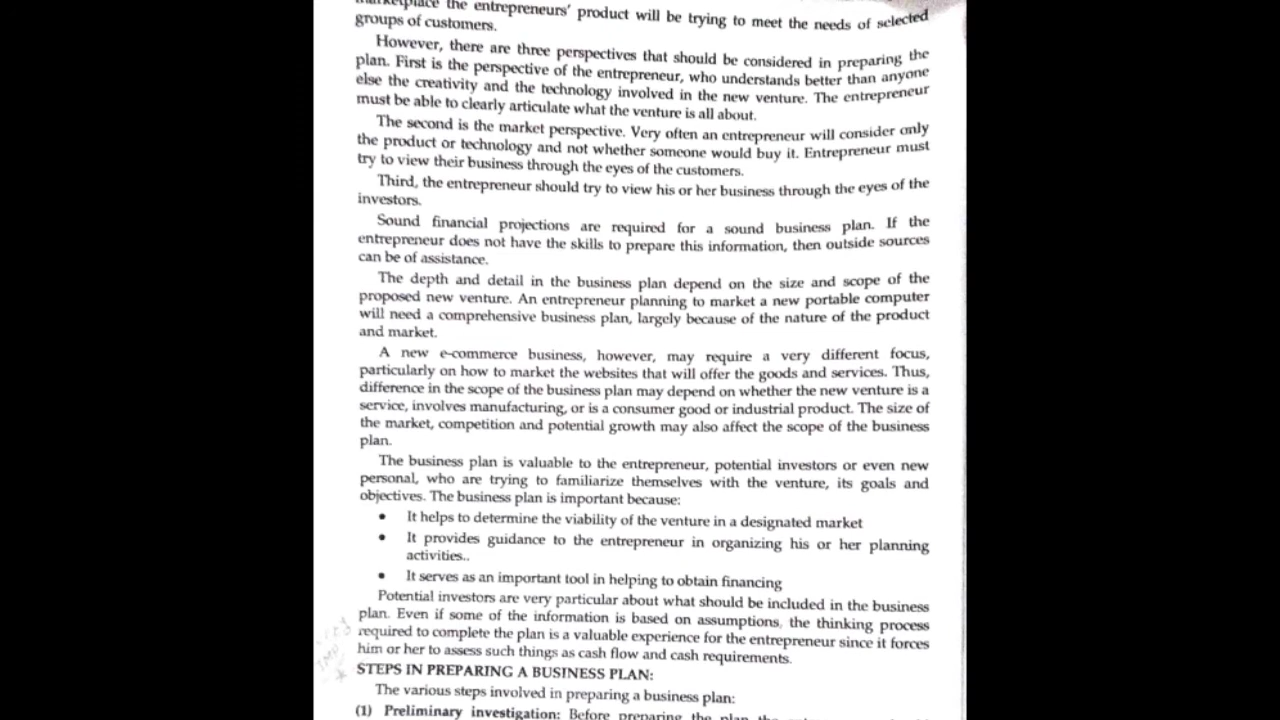 marketplace the entrepreneurs' product will be trying to meet the needs of selected
groups of customers.
However, there are three perspectives that should be considered in preparing the
plan. First is the perspective of the entrepreneur, who understands better than anyone
else the creativity and the technology involved in the new venture. The entrepreneur
must be able to clearly articulate what the venture is all about.
The second is the market perspective. Very often an entrepreneur will consider only
the product or technology and not whether someone would buy it. Entrepreneur must
try to view their business through the eyes of the customers.
Third, the entrepreneur should try to view his or her business through the eyes of the
investors.
Sound financial projections are required for a sound business plan. If the
entrepreneur does not have the skills to prepare this information, then outside sources
can be of assistance.
The depth and detail in the business plan depend on the size and scope of the
proposed new venture. An entrepreneur planning to market a new portable computer
will need a comprehensive business plan, largely because of the nature of the product
and market.
A new e-commerce business, however, may require a very different focus,
particularly on how to market the websites that will offer the goods and services. Thus,
difference in the scope of the business plan may depend on whether the new venture is a
service, involves manufacturing, or is a consumer good or industrial product. The size of
the market, competition and potential growth may also affect the scope of the business
plan.
The business plan is valuable to the entrepreneur, potential investors or even new
personal, who are trying to familiarize themselves with the venture, its goals and
objectives. The business plan is important because:
• It helps to determine the viability of the venture in a designated market
• It provides guidance to the entrepreneur in organizing his or her planning
activities..
• It serves as an important tool in helping to obtain financing
Potential investors are very particular about what should be included in the business
plan. Even if some of the information is based on assumptions, the thinking process
required to complete the plan is a valuable experience for the entrepreneur since it forces
him or her to assess such things as cash flow and cash requirements.
STEPS IN PREPARING A BUSINESS PLAN:
The various steps involved in preparing a business plan:
(1) Preliminary investigation: Before preparing the plan the